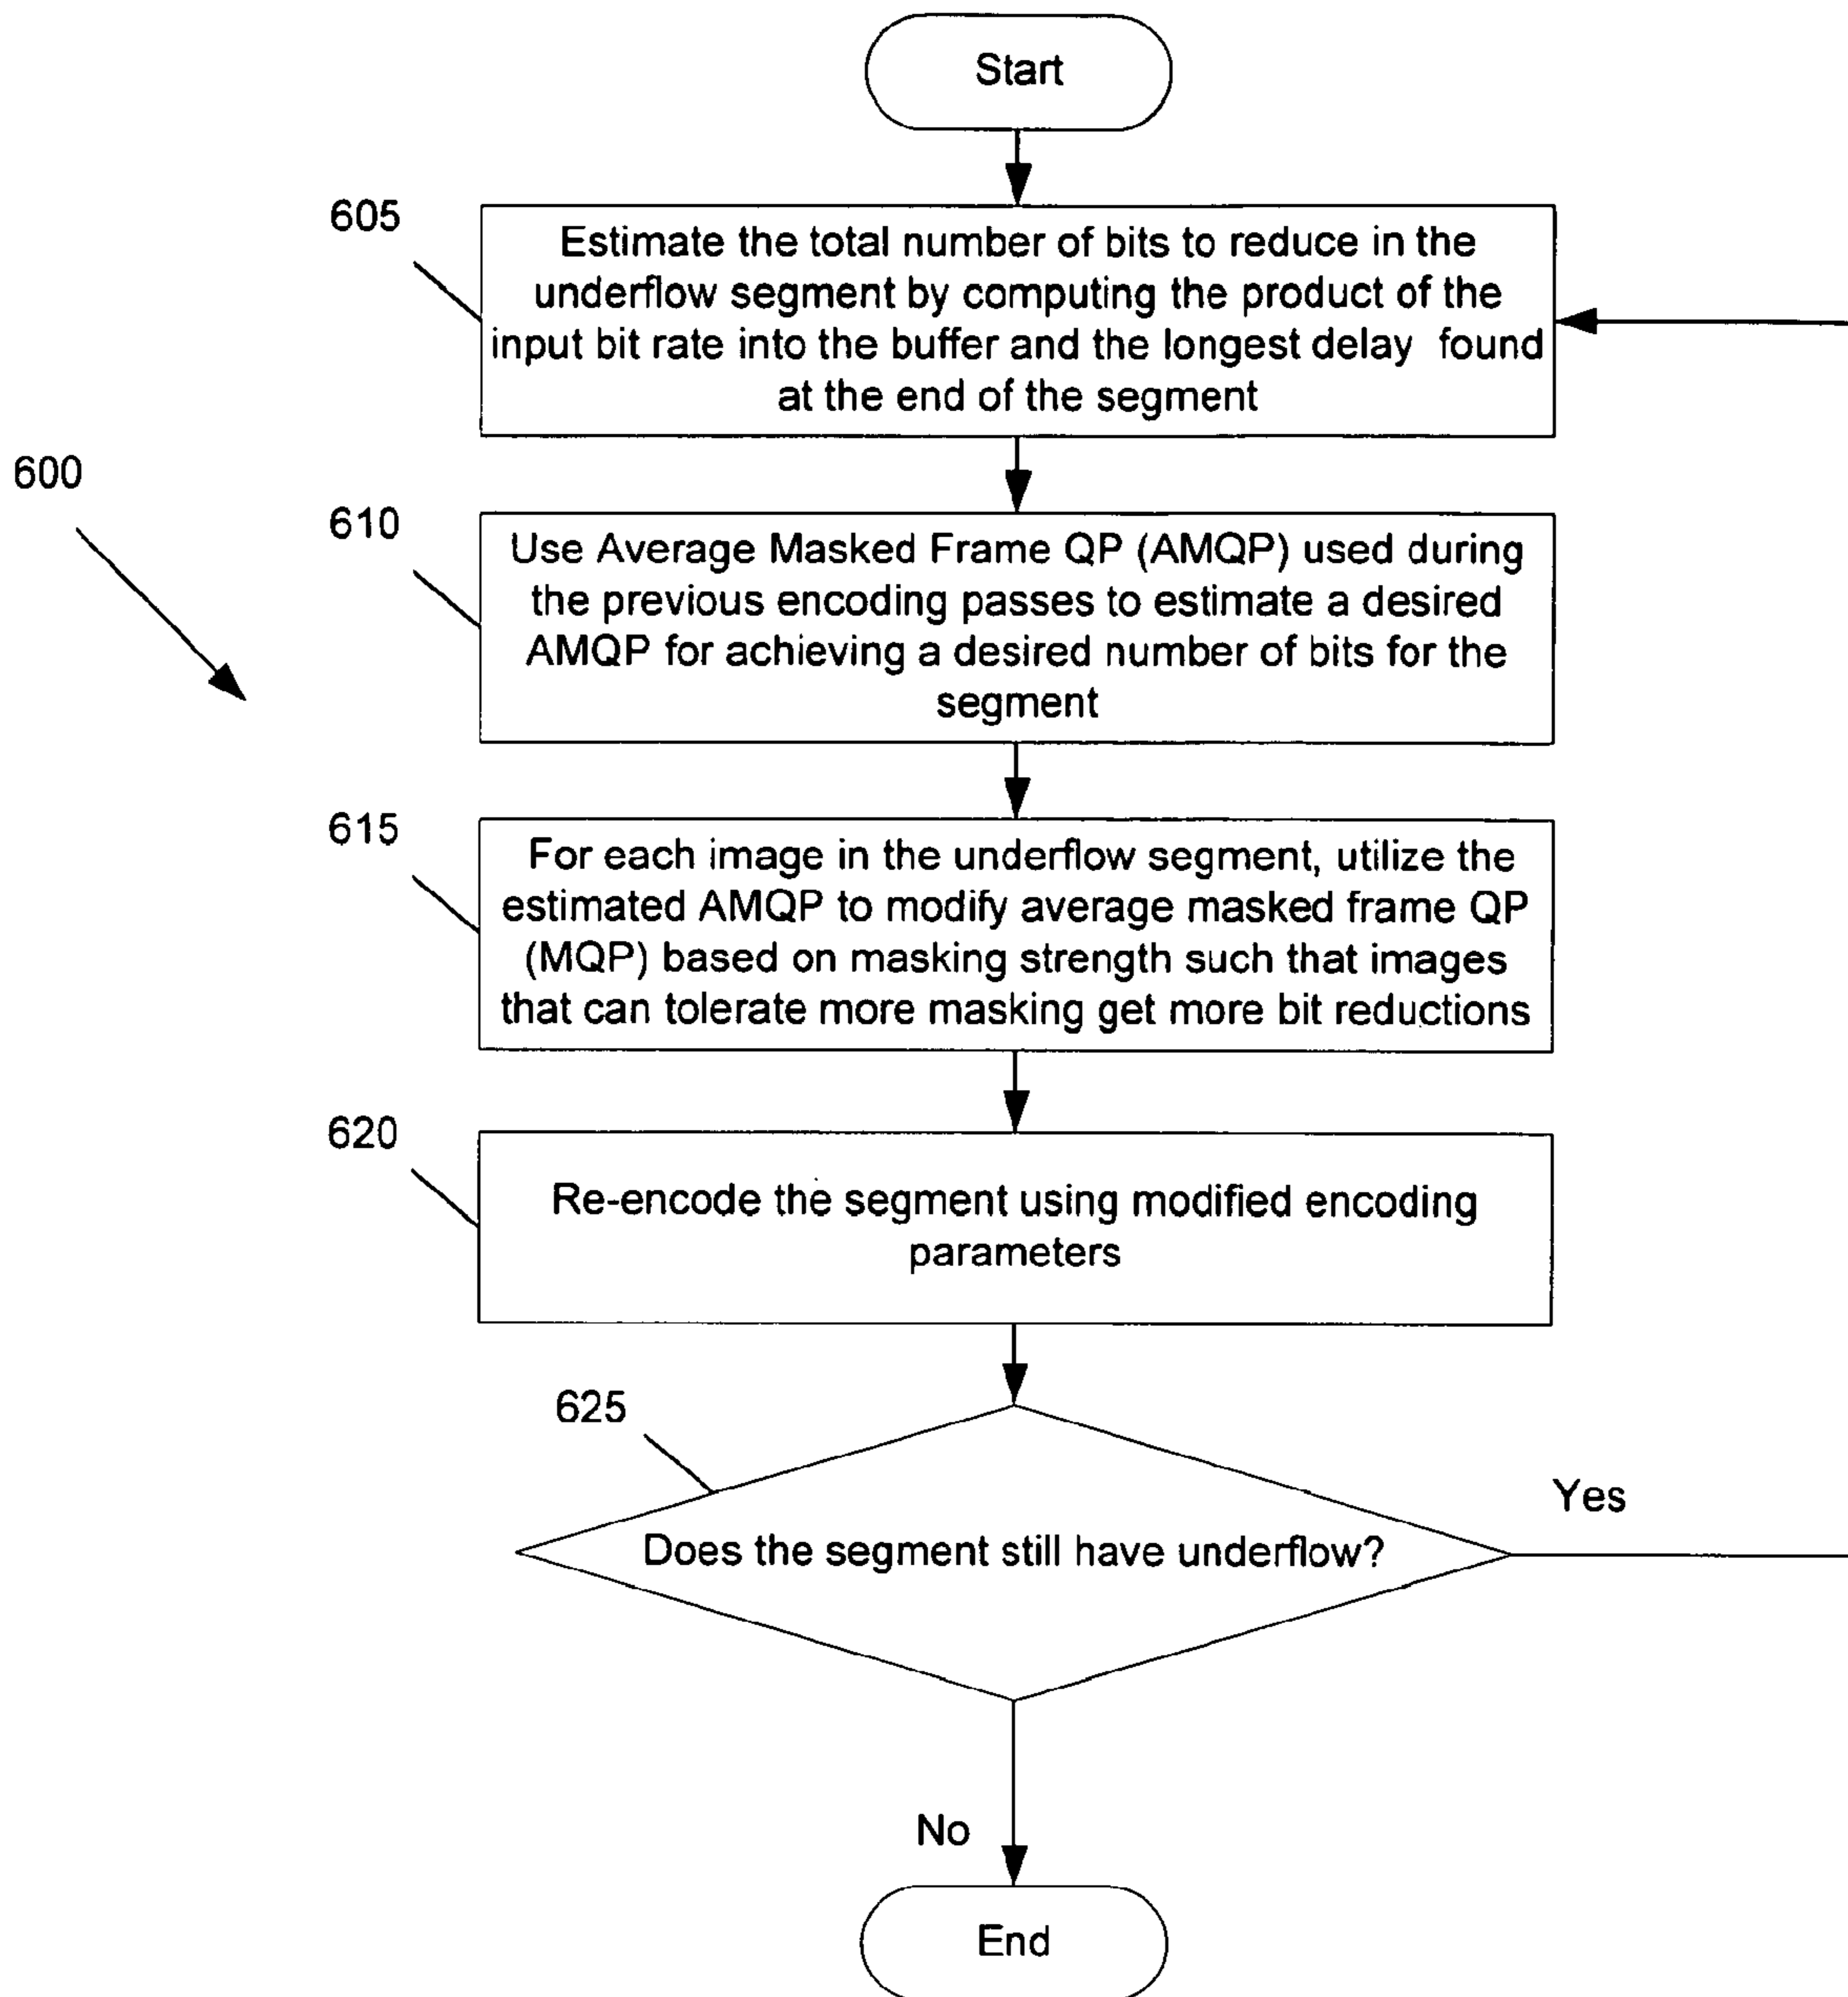 Start
605
Estimate the total number of bits to reduce in the
underflow segment by computing the product of the
input bit rate into the buffer and the longest delay found
at the end of the segment
600
610
Use Average Masked Frame QP (AMQP) used during
the previous encoding passes to estimate a desired
AMQP for achieving a desired number of bits for the
segment
615
For each image in the underflow segment, utilize the
estimated AMQP to modify average masked frame QP
(MQP) based on masking strength such that images
that can tolerate more masking get more bit reductions
620
Re-encode the segment using modified encoding
parameters
625
Does the segment still have underflow?
Yes
No
End